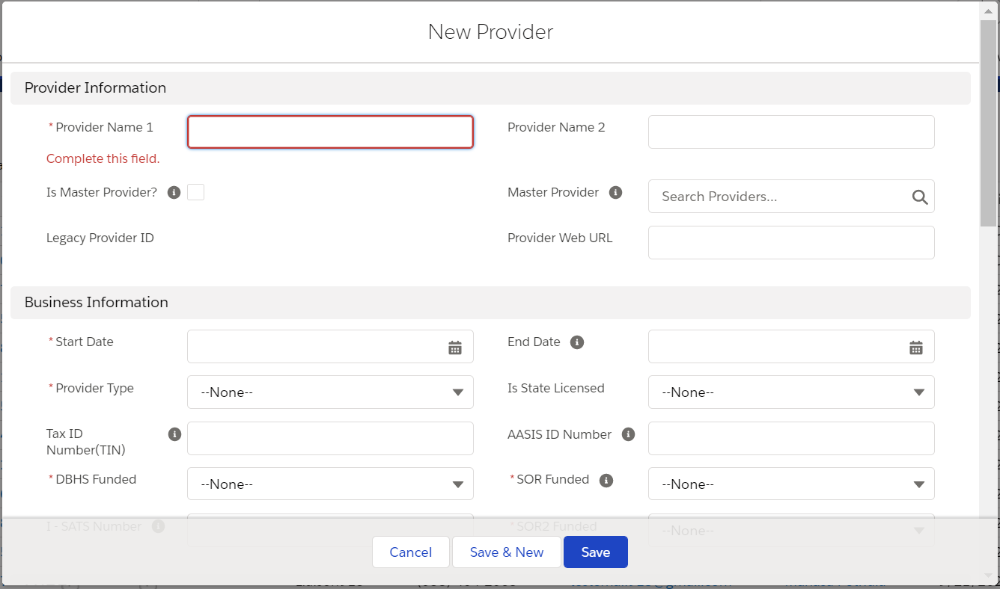 New Provider
Provider Information
* Provider Name 1
Provider Name 2
Complete this field.
Is Master Provider?
Master Provider
Search Providers...
Legacy Provider ID
Provider Web URL
Business Information
* Start Date
End Date
* Provider Type
--None--
Is State Licensed
--None--
Tax ID
Number(TIN)
AASIS ID Number
* DBHS Funded
--None--
* SOR Funded
--None--
I - SATS Number
* SOR2 Funded
--None--
Cancel
Save & New
Save